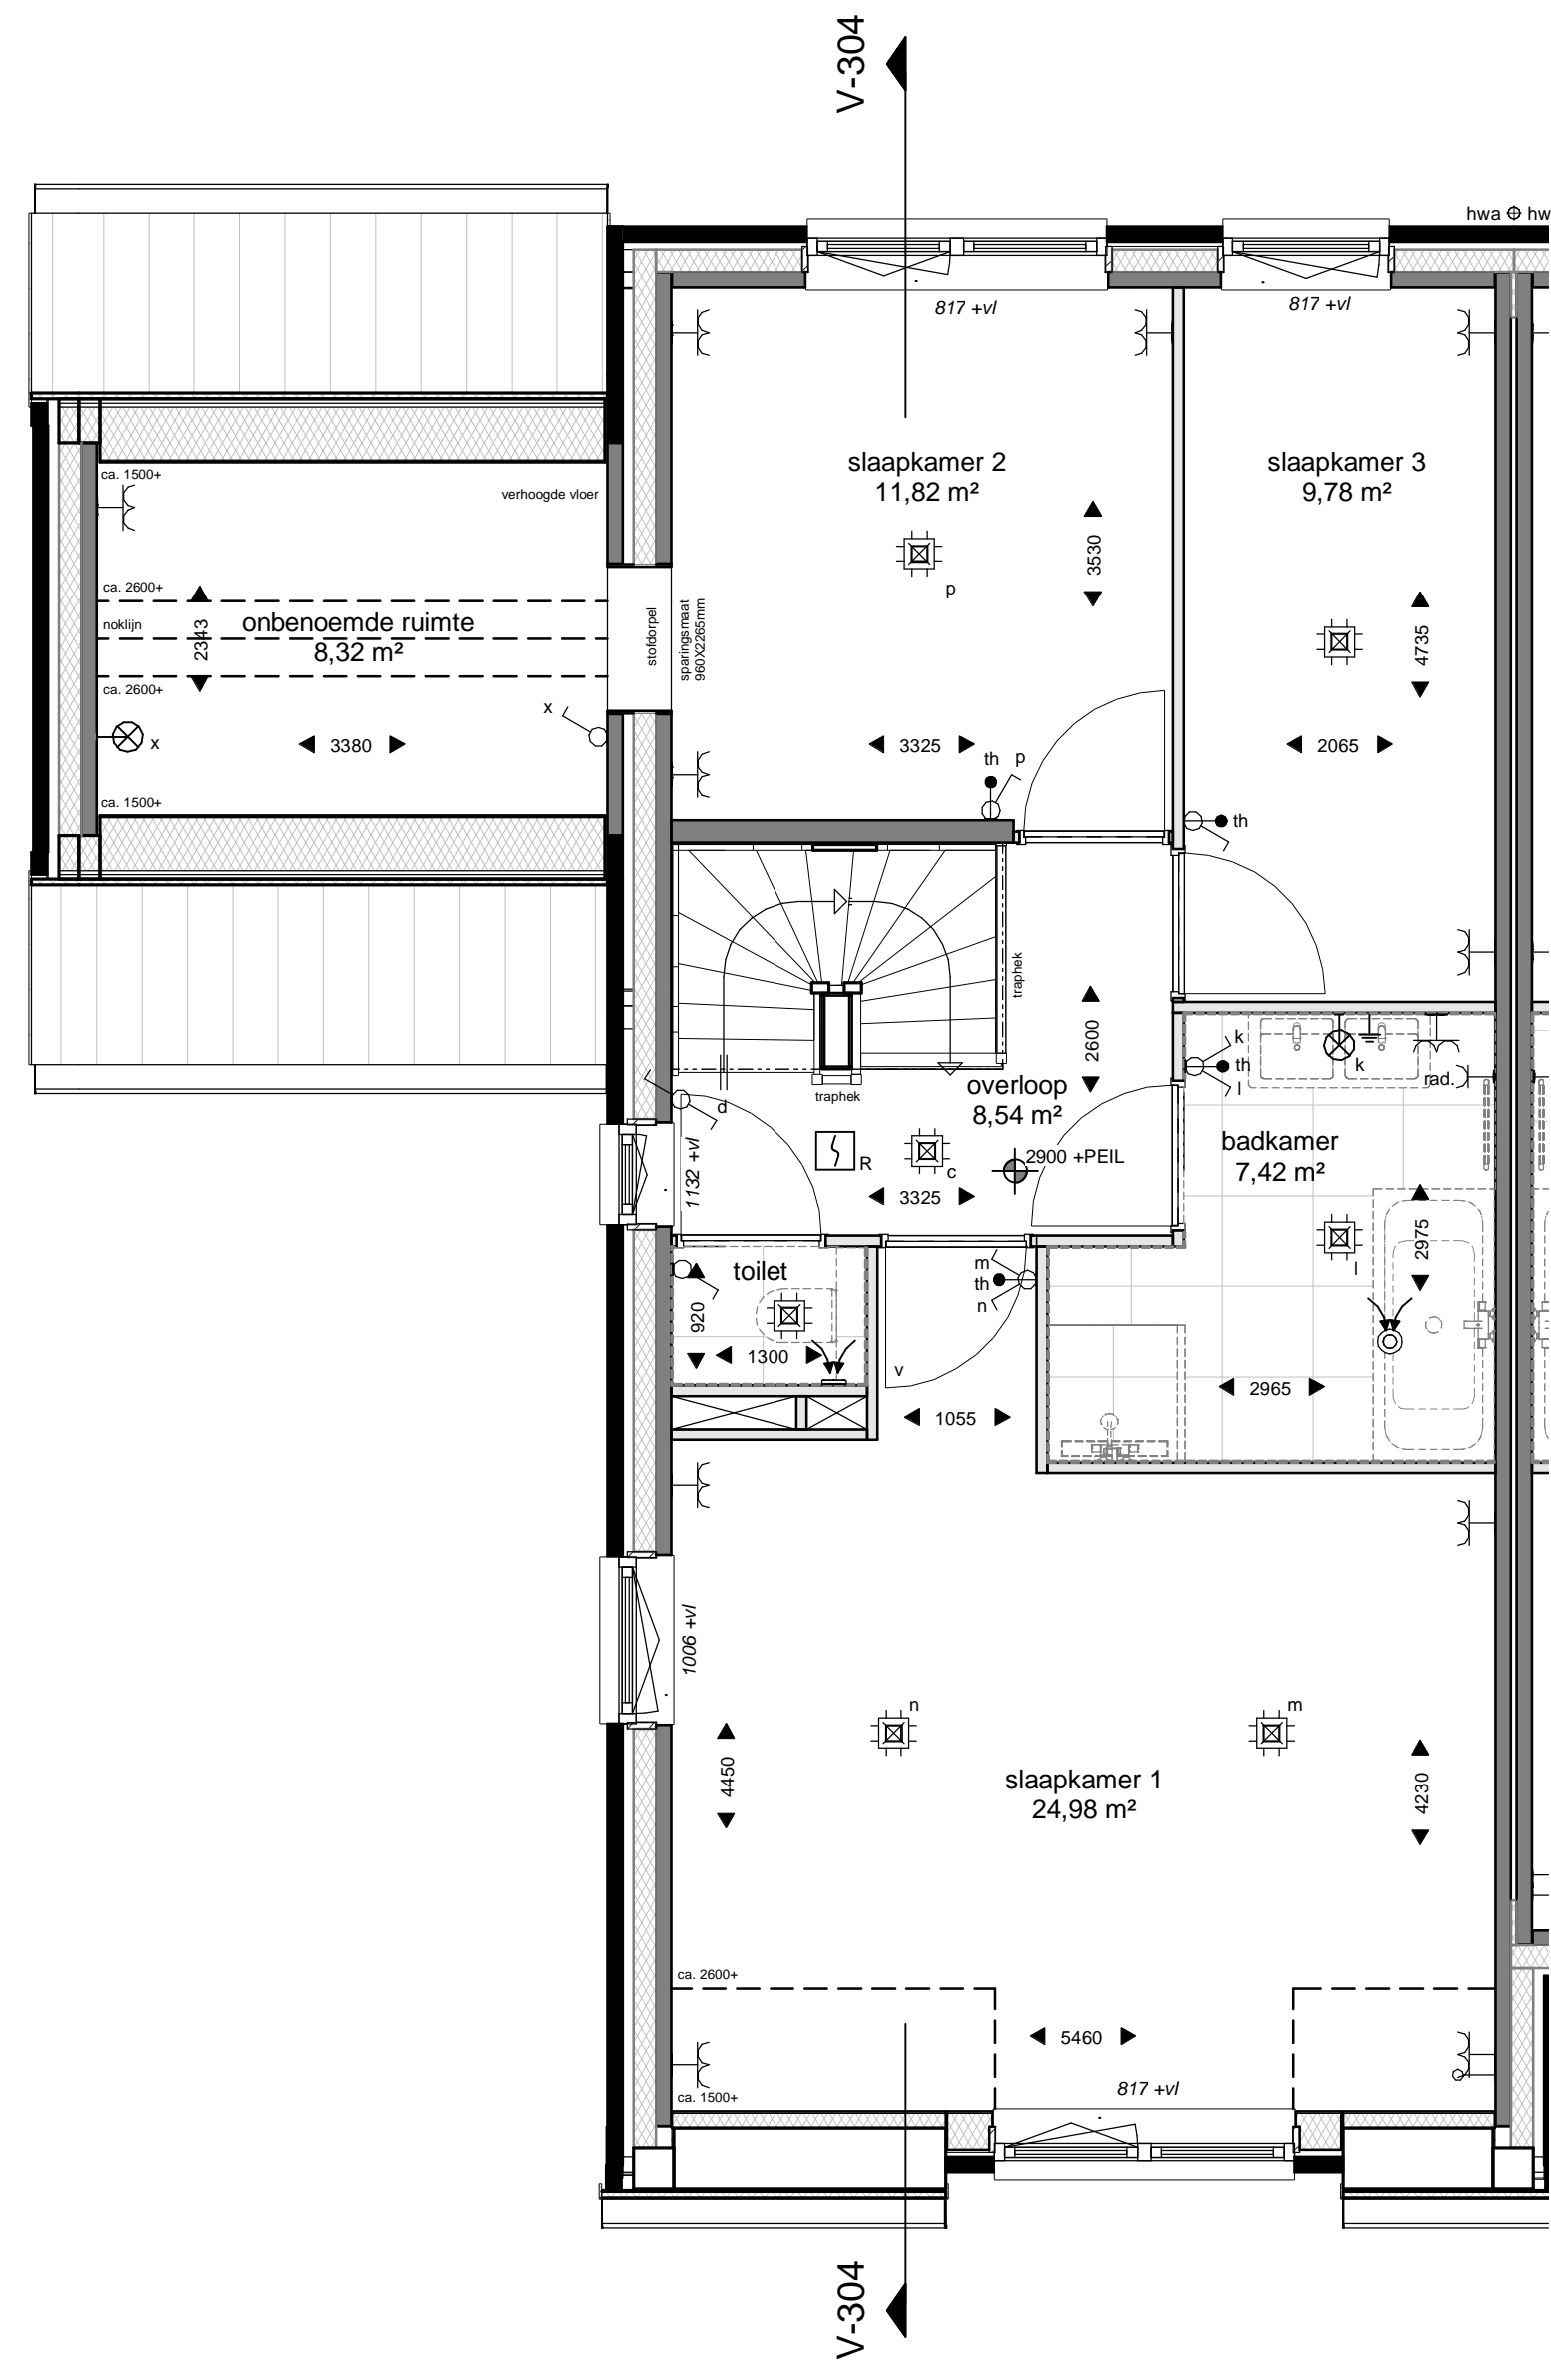 V-304
hwa
hw
817 +vl
817 +vl
slaapkamer 2
11,82 m²
slaapkamer 3
9,78 m²
ca. 1500+
verhoogde vloer
3530
p
ca. 2600+
noklijn
2343
onbenoemde ruimte
8,32 m²
stofdorpel
sparingsmaat
960X2265mm
4735
ca. 2600+
x
x
3380
3325
2065
th
p
ca. 1500+
th
traphek
2600
k
th
l
k
rad.
overloop
8,54 m²
traphek
d
badkamer
7,42 m²
1132 +vl
R
c
2900 +PEIL
3325
2975
l
toilet
m
th
n
920
1300
v
2965
1055
1006 +vl
n
m
4450
slaapkamer 1
24,98 m²
4230
ca. 2600+
5460
817 +vl
ca. 1500+
V-304